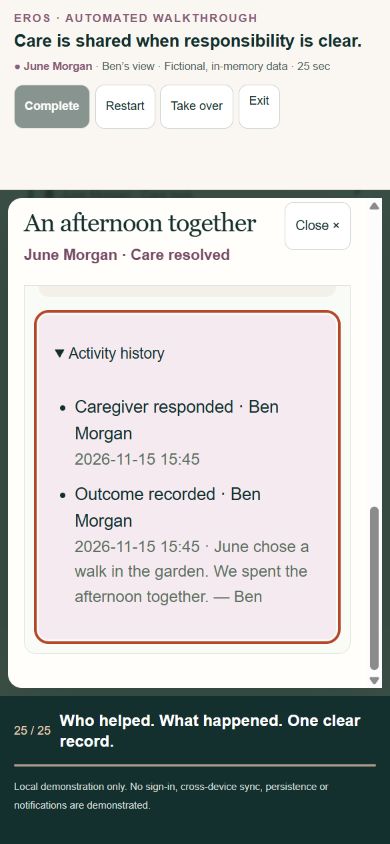 EROS · AUTOMATED WALKTHROUGH
Care is shared when responsibility is clear.
● June Morgan · Ben's view · Fictional, in-memory data · 25 sec
Complete
Restart
Take over
Exit
An afternoon together
Close ×
June Morgan · Care resolved
▼ Activity history
• Caregiver responded · Ben
Morgan
2026-11-15 15:45
• Outcome recorded · Ben
Morgan
2026-11-15 15:45 · June chose a
walk in the garden. We spent the
afternoon together. — Ben
25 / 25
Who helped. What happened. One clear
record.
Local demonstration only. No sign-in, cross-device sync, persistence or
notifications are demonstrated.